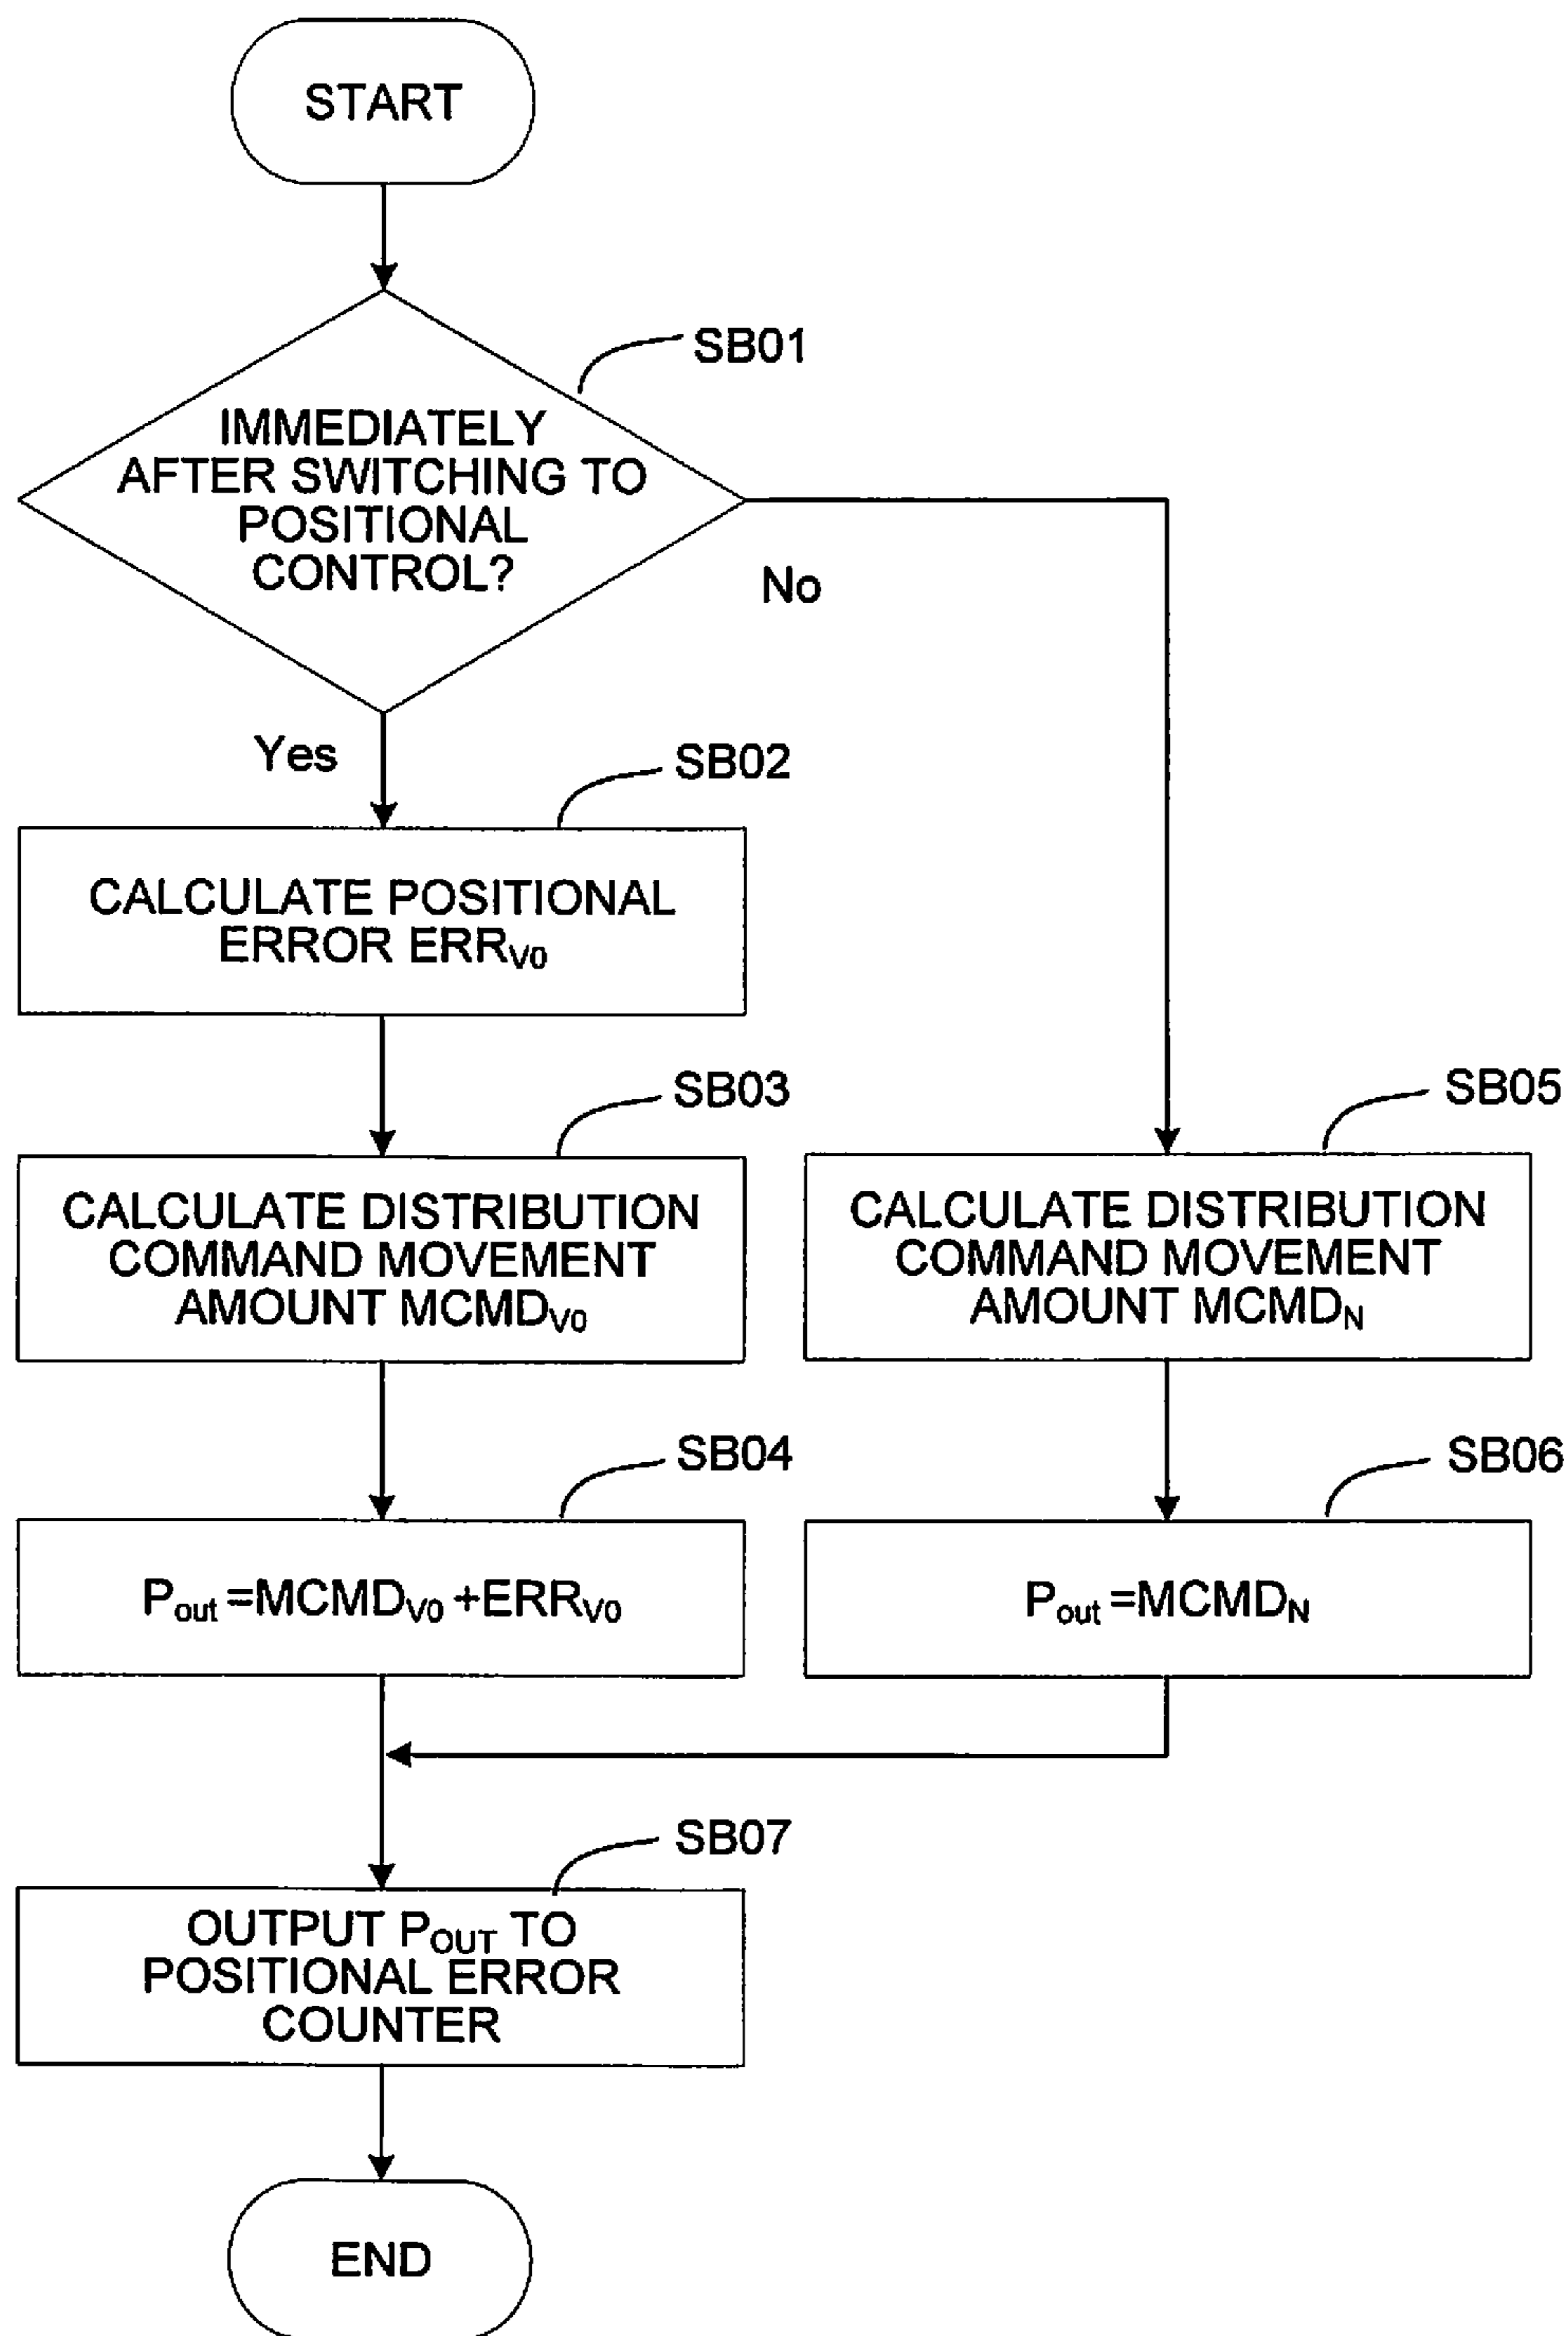 START
SB01
IMMEDIATELY
AFTER SWITCHING TO
POSITIONAL
CONTROL?
No
Yes
SB02
CALCULATE POSITIONAL
ERROR ERRV0
SB03
CALCULATE DISTRIBUTION
COMMAND MOVEMENT
AMOUNT MCMDV0
SB05
CALCULATE DISTRIBUTION
COMMAND MOVEMENT
AMOUNT MCMDN
SB04
Pout=MCMDV0+ERRV0
SB06
Pout=MCMDN
SB07
OUTPUT POUT TO
POSITIONAL ERROR
COUNTER
END